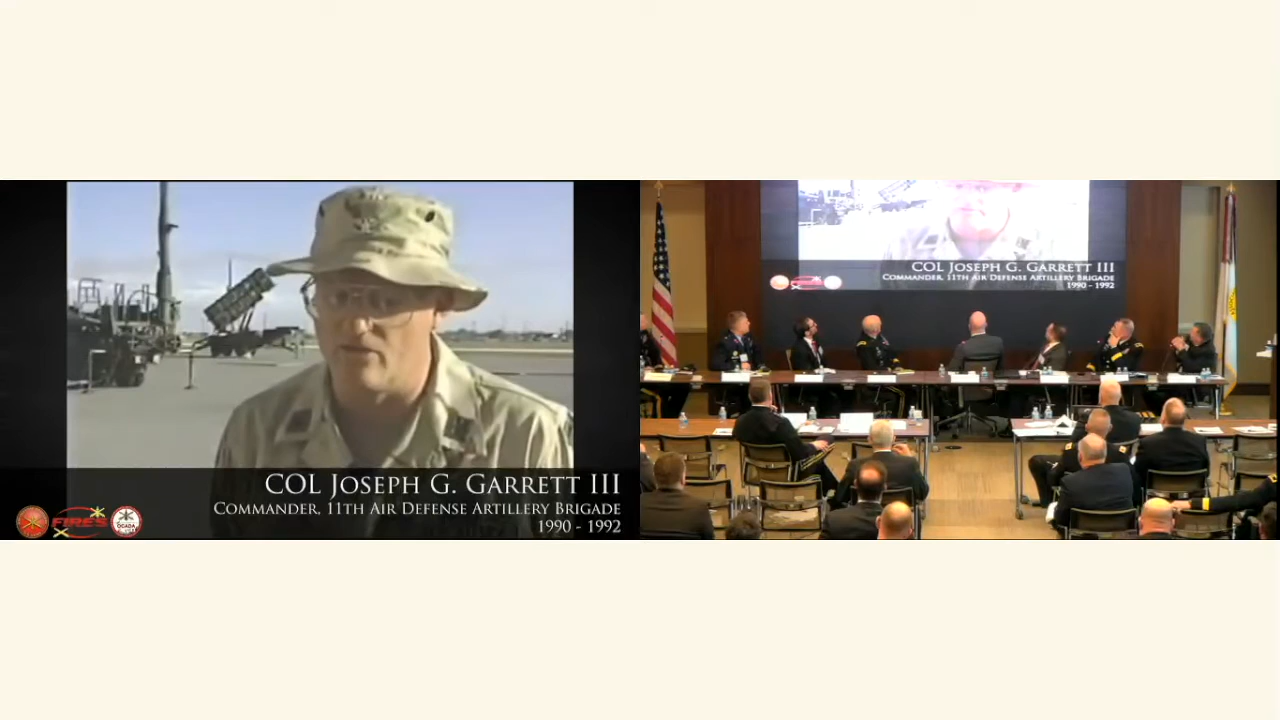 COL Joseph G. Garrett III
Commander, 11th Air Defense Artillery Brigade
1990 - 1992
FIRES
OCADA
COL Joseph G. Garrett III
Commander, 11th Air Defense Artillery Brigade
1990 - 1992